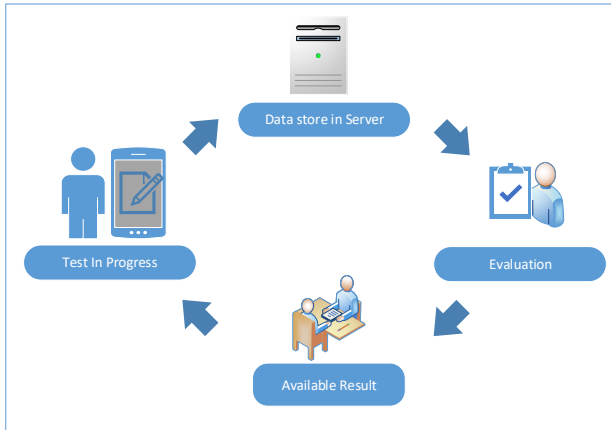 Data store in Server
Test In Progress
Evaluation
Available Result